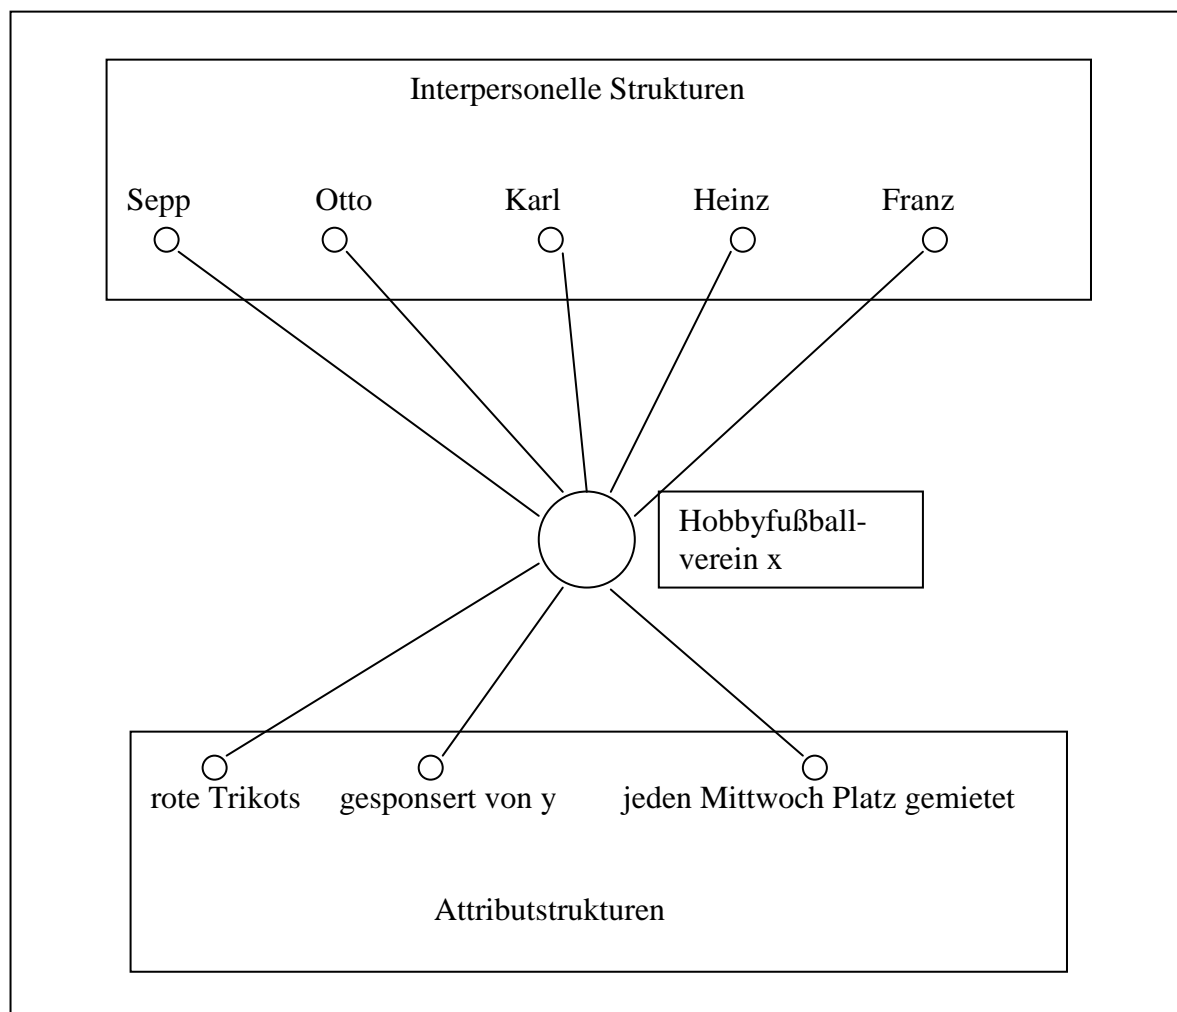 Interpersonelle Strukturen
Sepp Otto Karl Heinz Franz
Hobbyfußball-
verein x
rote Trikots gesponsert von y jeden Mittwoch Platz gemietet
Attributstrukturen